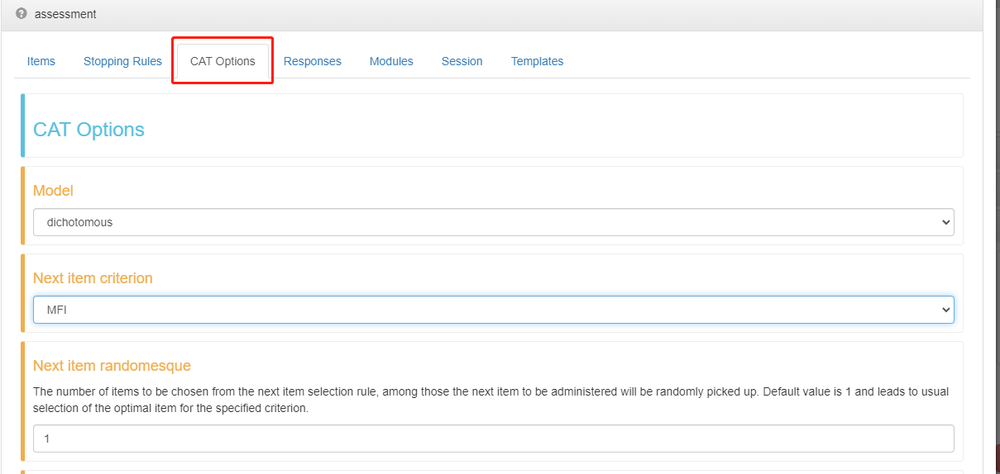 assessment
Items Stopping Rules CAT Options Responses Modules Session Templates
CAT Options
Model
dichotomous
Next item criterion
MFI
Next item randomesque
The number of items to be chosen from the next item selection rule, among those the next item to be administered will be randomly picked up. Default value is 1 and leads to usual
selection of the optimal item for the specified criterion.
1